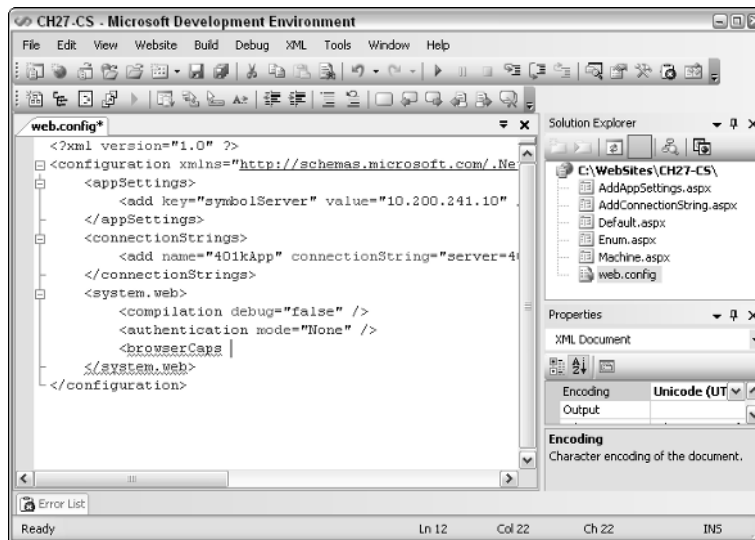 CH27-CS - Microsoft Development Environment
File Edit View Website Build Debug XML Tools Window Help
web.config*
<?xml version="1.0" ?>
<configuration xmlns="http://schemas.microsoft.com/.Ne
<appSettings>
<add key="symbolServer" value="10.200.241.10"
</appSettings>
<connectionStrings>
<add name="401kApp" connectionString="server=4
</connectionStrings>
<system.web>
<compilation debug="false" />
<authentication mode="None" />
<browserCaps
</system.web>
</configuration>
Solution Explorer
C:\WebSites\CH27-CS\
AddAppSettings.aspx
AddConnectionString.aspx
Default.aspx
Enum.aspx
Machine.aspx
web.config
Properties
XML Document
Encoding Unicode (UT
Output
Encoding
Character encoding of the document.
Error List
Ready Ln 12 Col 22 Ch 22 INS